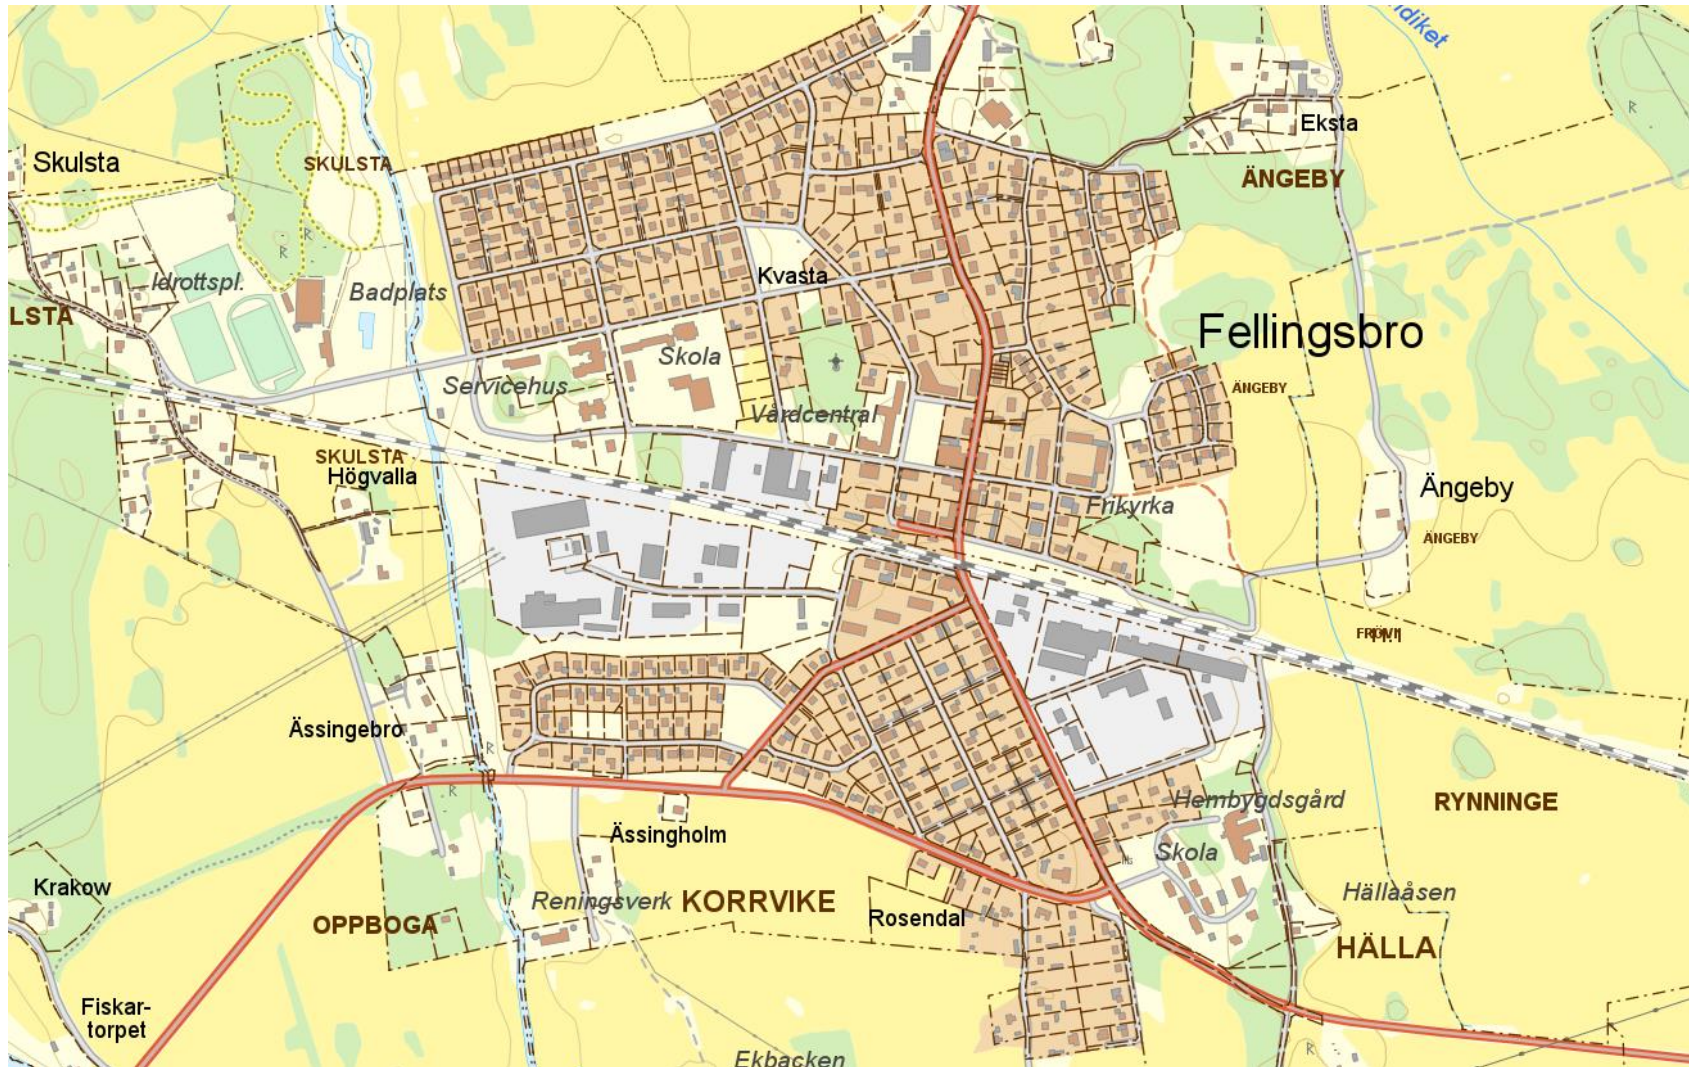 Eksta
Skulsta
SKULSTA
ÄNGEBY
Kvasta
Idrottspl.
Badplats
LSTA
Fellingsbro
Skola
Servicehus
ÄNGEBY
Vårdcentral
SKULSTA
Högvalla
Ängeby
Frikyrka
ÄNGEBY
Ässingebro
Hembygdsgård
RYNNINGE
Ässingholm
Skola
Krakow
Hällaåsen
Reningsverk
KORRVIKE
OPPBOGA
Rosendal
HÄLLA
Fiskar-
torpet
Ekbacken